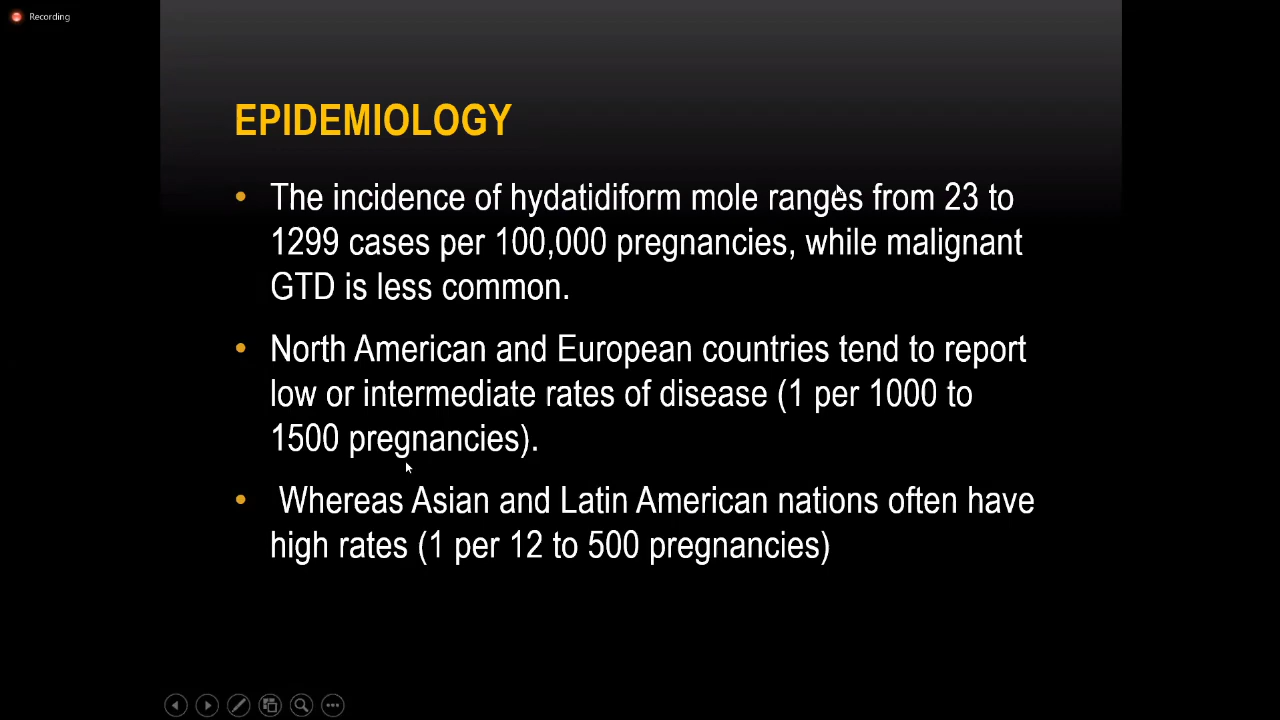 Recording
EPIDEMIOLOGY
• The incidence of hydatidiform mole ranges from 23 to
1299 cases per 100,000 pregnancies, while malignant
GTD is less common.
• North American and European countries tend to report
low or intermediate rates of disease (1 per 1000 to
1500 pregnancies).
• Whereas Asian and Latin American nations often have
high rates (1 per 12 to 500 pregnancies)